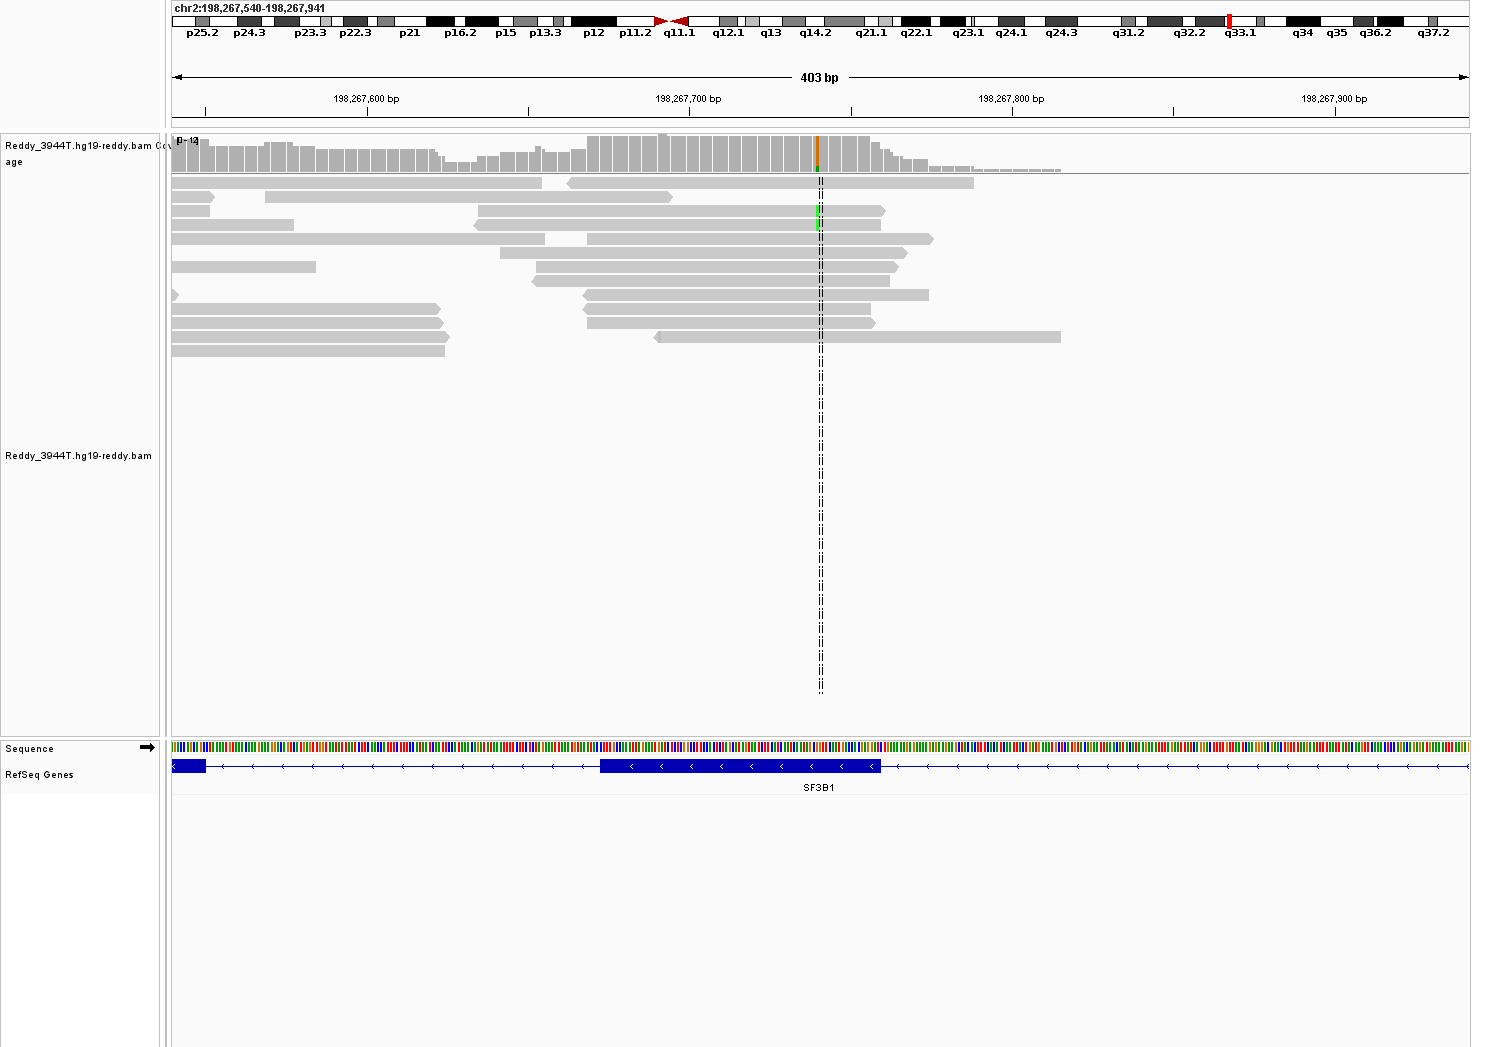 chr2:198,267,540-198,267,941
p25.2 p24.3 p23.3 p22.3 p21 p16.2 p15 p13.3 p12 p11.2 q11.1 q12.1 q13 q14.2 q21.1 q22.1 q23.1 q24.1 q24.3 q31.2 q32.2 q33.1 q34 q35 q36.2 q37.2
403 bp
198,267,600 bp 198,267,700 bp 198,267,800 bp 198,267,900 bp
Reddy_3944T.hg19-reddy.bam Cov
age
[0 - 12]
Reddy_3944T.hg19-reddy.bam
Sequence
RefSeq Genes
SF3B1